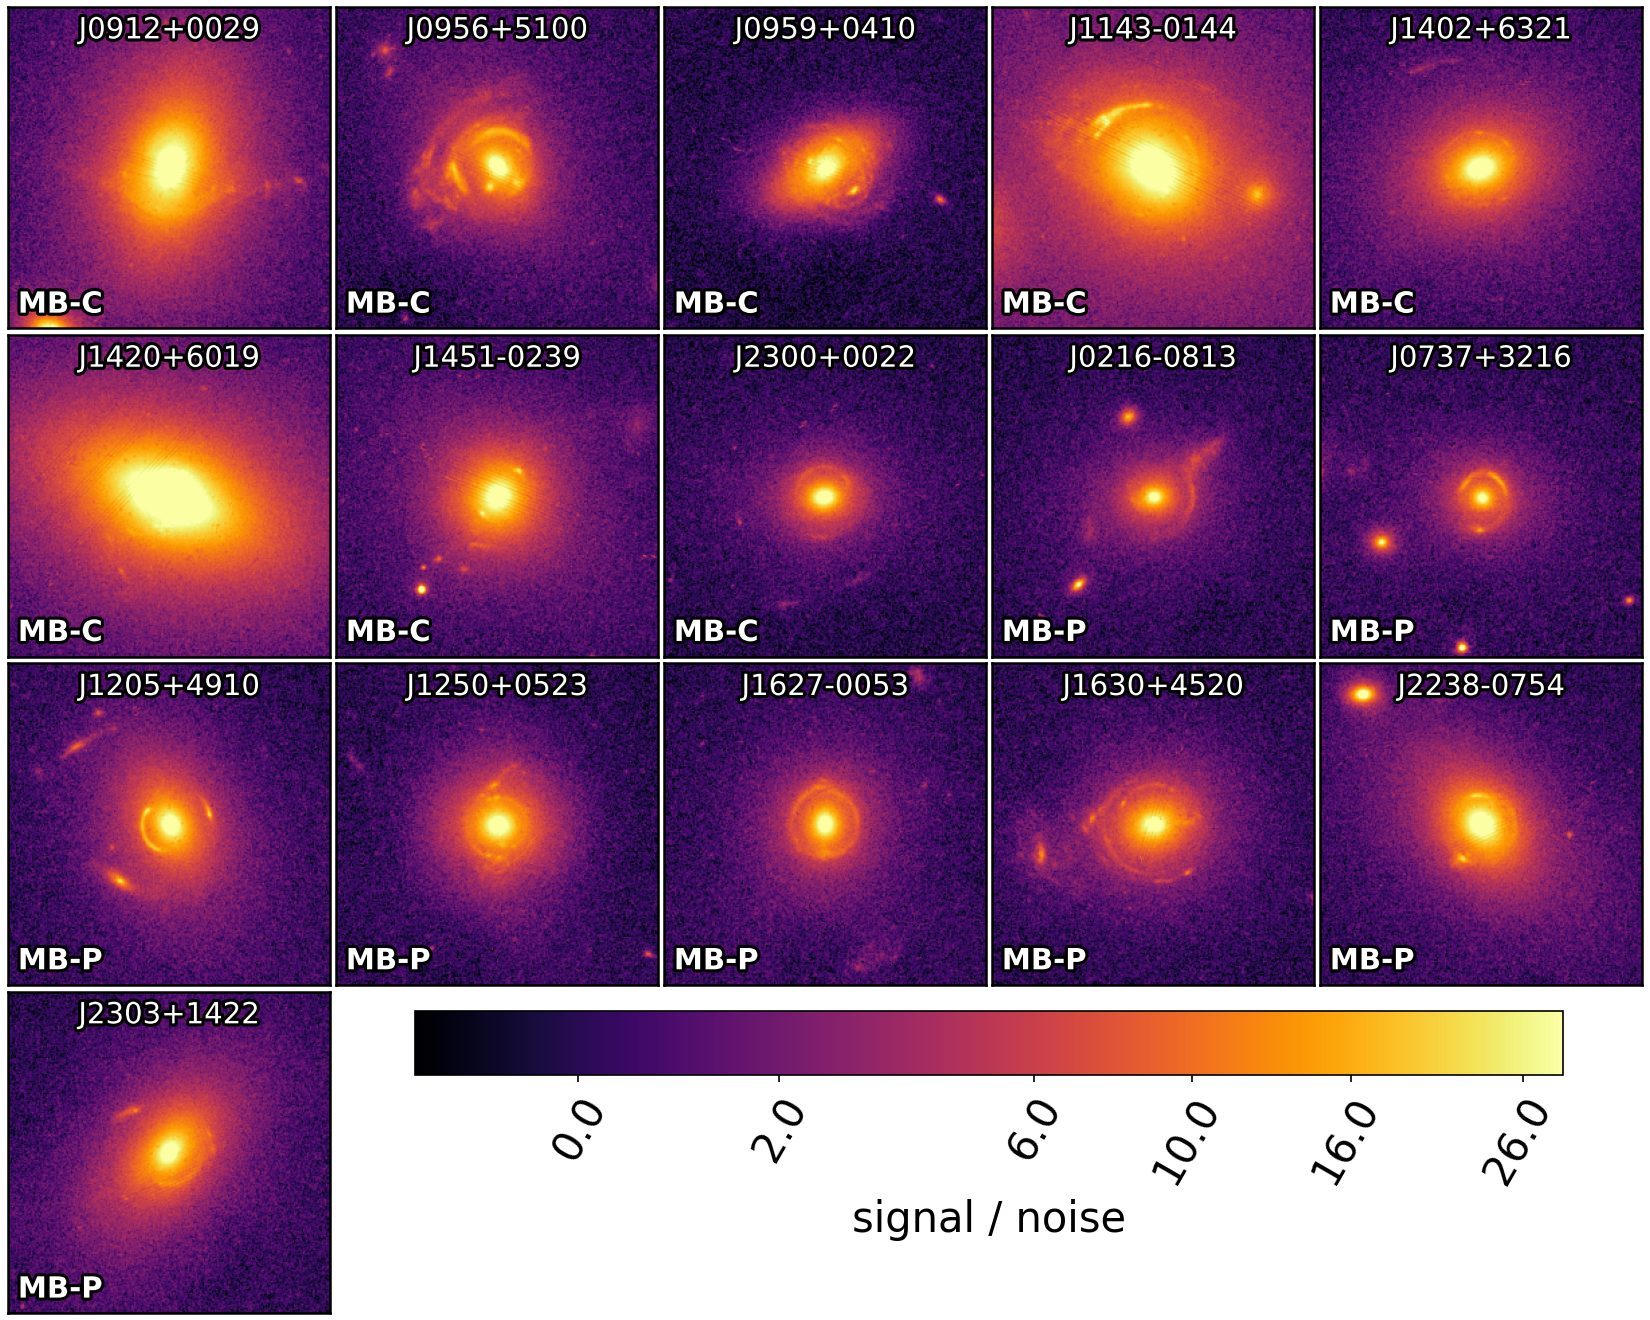 J0912+0029
J0956+5100
J0959+0410
J1143-0144
J1402+6321
MB-C
MB-C
MB-C
MB-C
MB-C
J1420+6019
J1451-0239
J2300+0022
J0216-0813
J0737+3216
MB-C
MB-C
MB-C
MB-P
MB-P
J1205+4910
J1250+0523
J1627-0053
J1630+4520
J2238-0754
MB-P
MB-P
MB-P
MB-P
MB-P
J2303+1422
MB-P
0.0
2.0
6.0
10.0
16.0
26.0
signal / noise